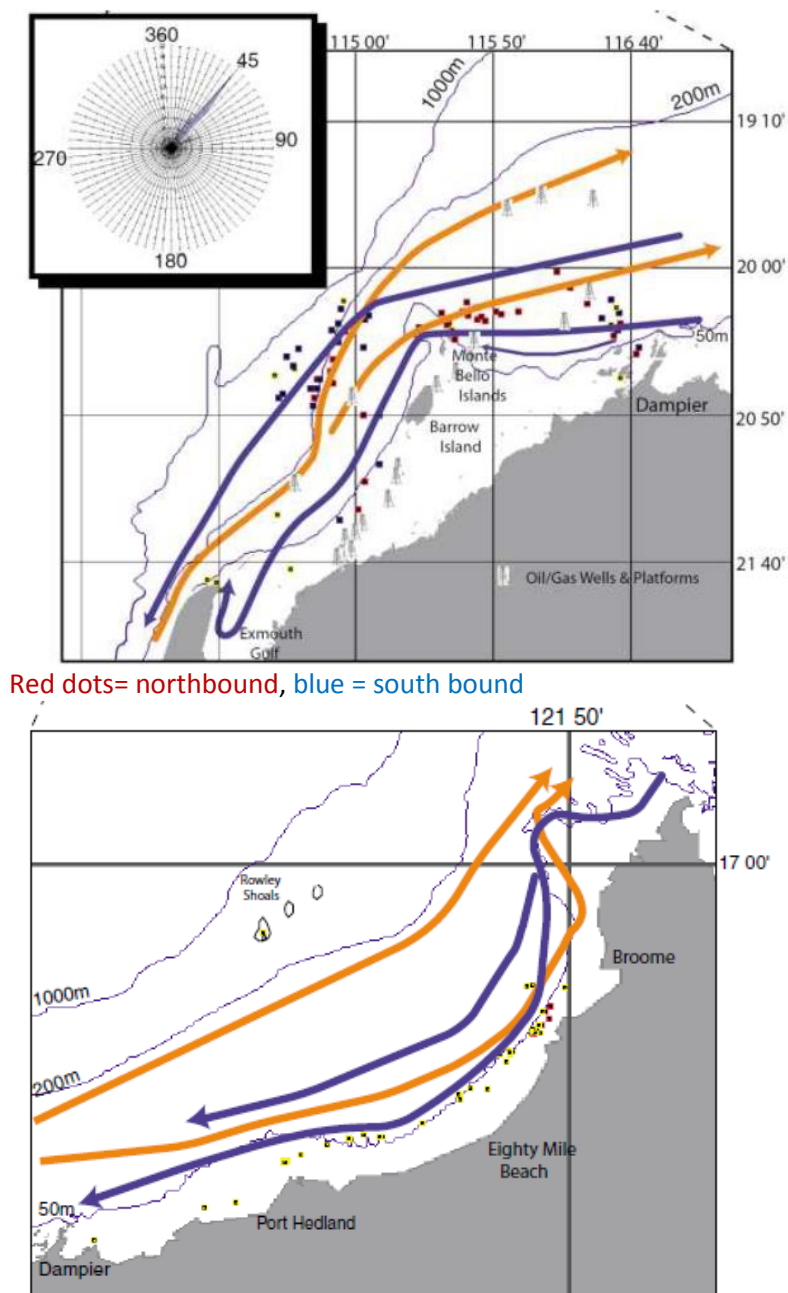 360
45
90
270
180
115 00'
115 50'
116 40'
1000m
200m
19 10'
20 00'
50m
Monte
Bello
Islands
Dampier
20 50'
Barrow
Island
21 40'
Oil/Gas Wells & Platforms
Exmouth
Golf
Red dots= northbound, blue = south bound
121 50'
17 00'
Rowley
Shoals
Broome
1000m
200m
Eighty Mile
Beach
50m
Port Hedland
Dampier